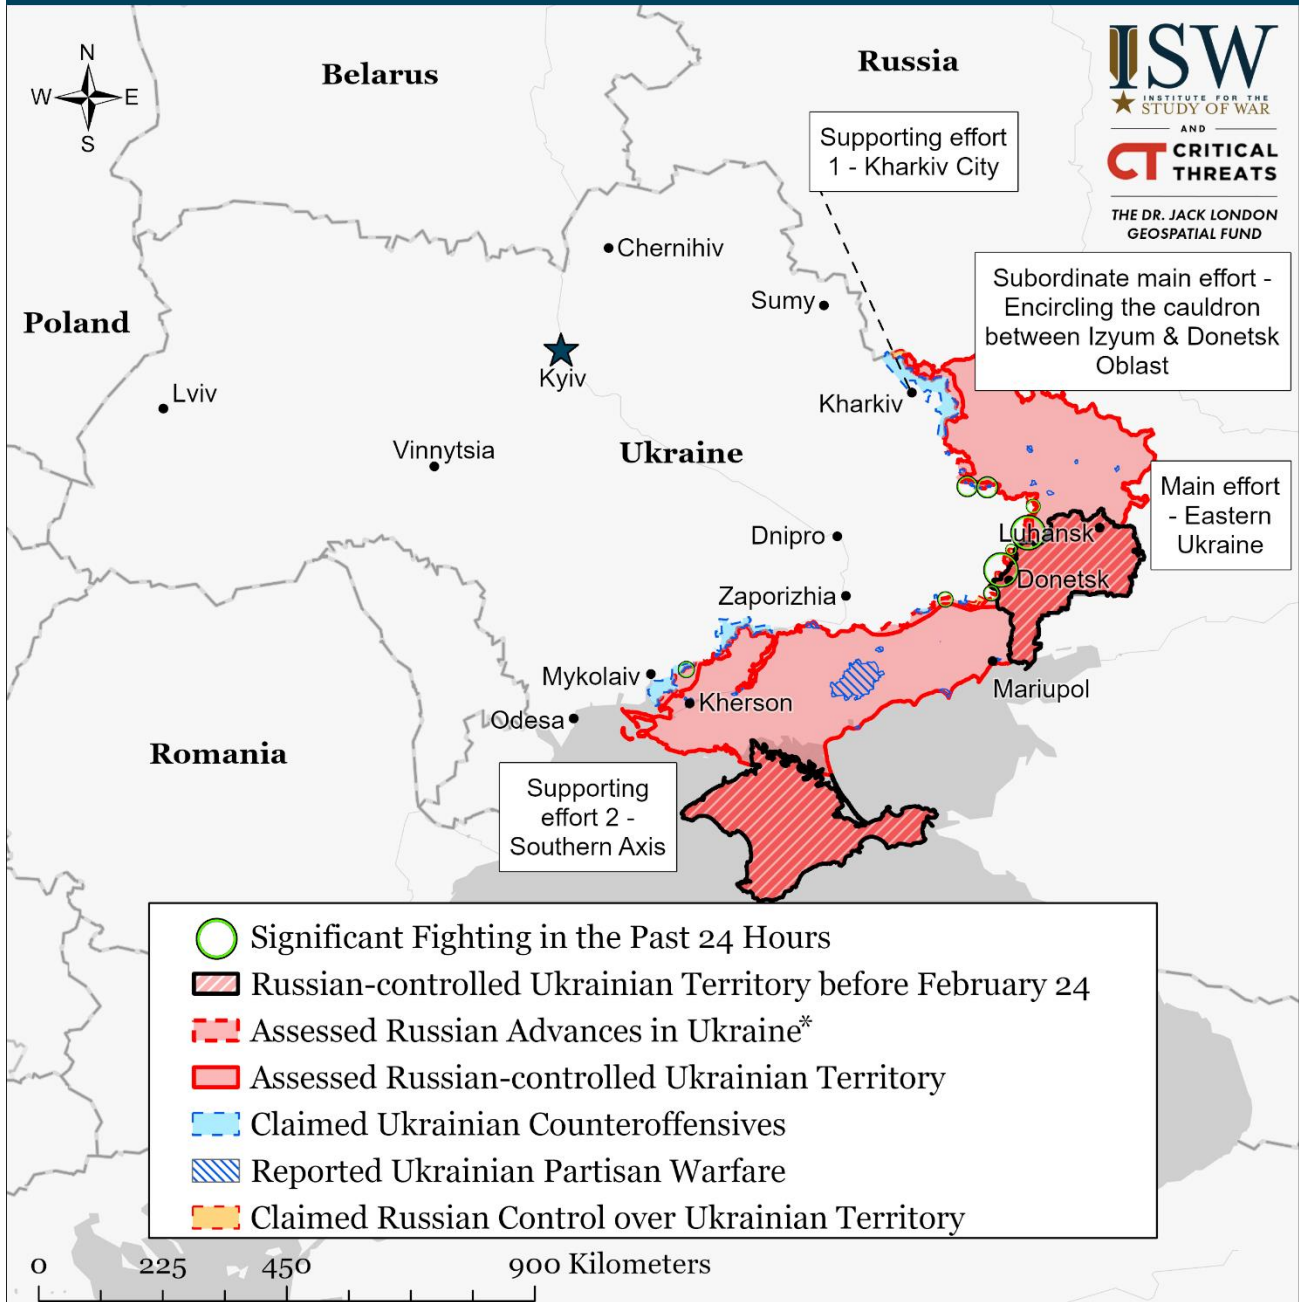 N
W
E
S
Belarus
Russia
ISW
INSTITUTE FOR THE
STUDY OF WAR
AND
CT CRITICAL
THREATS
THE DR. JACK LONDON
GEOSPATIAL FUND
Supporting effort
1 - Kharkiv City
Subordinate main effort -
Encircling the cauldron
between Izyum & Donetsk
Oblast
Chernihiv
Sumy
Poland
Kyiv
Lviv
Kharkiv
Vinnytsia
Ukraine
Main effort
- Eastern
Ukraine
Dnipro
Luhansk
Donetsk
Zaporizhia
Mykolaiv
Mariupol
Kherson
Odesa
Romania
Supporting
effort 2 -
Southern Axis
Significant Fighting in the Past 24 Hours
Russian-controlled Ukrainian Territory before February 24
Assessed Russian Advances in Ukraine*
Assessed Russian-controlled Ukrainian Territory
Claimed Ukrainian Counteroffensives
Reported Ukrainian Partisan Warfare
Claimed Russian Control over Ukrainian Territory
0 225 450 900 Kilometers